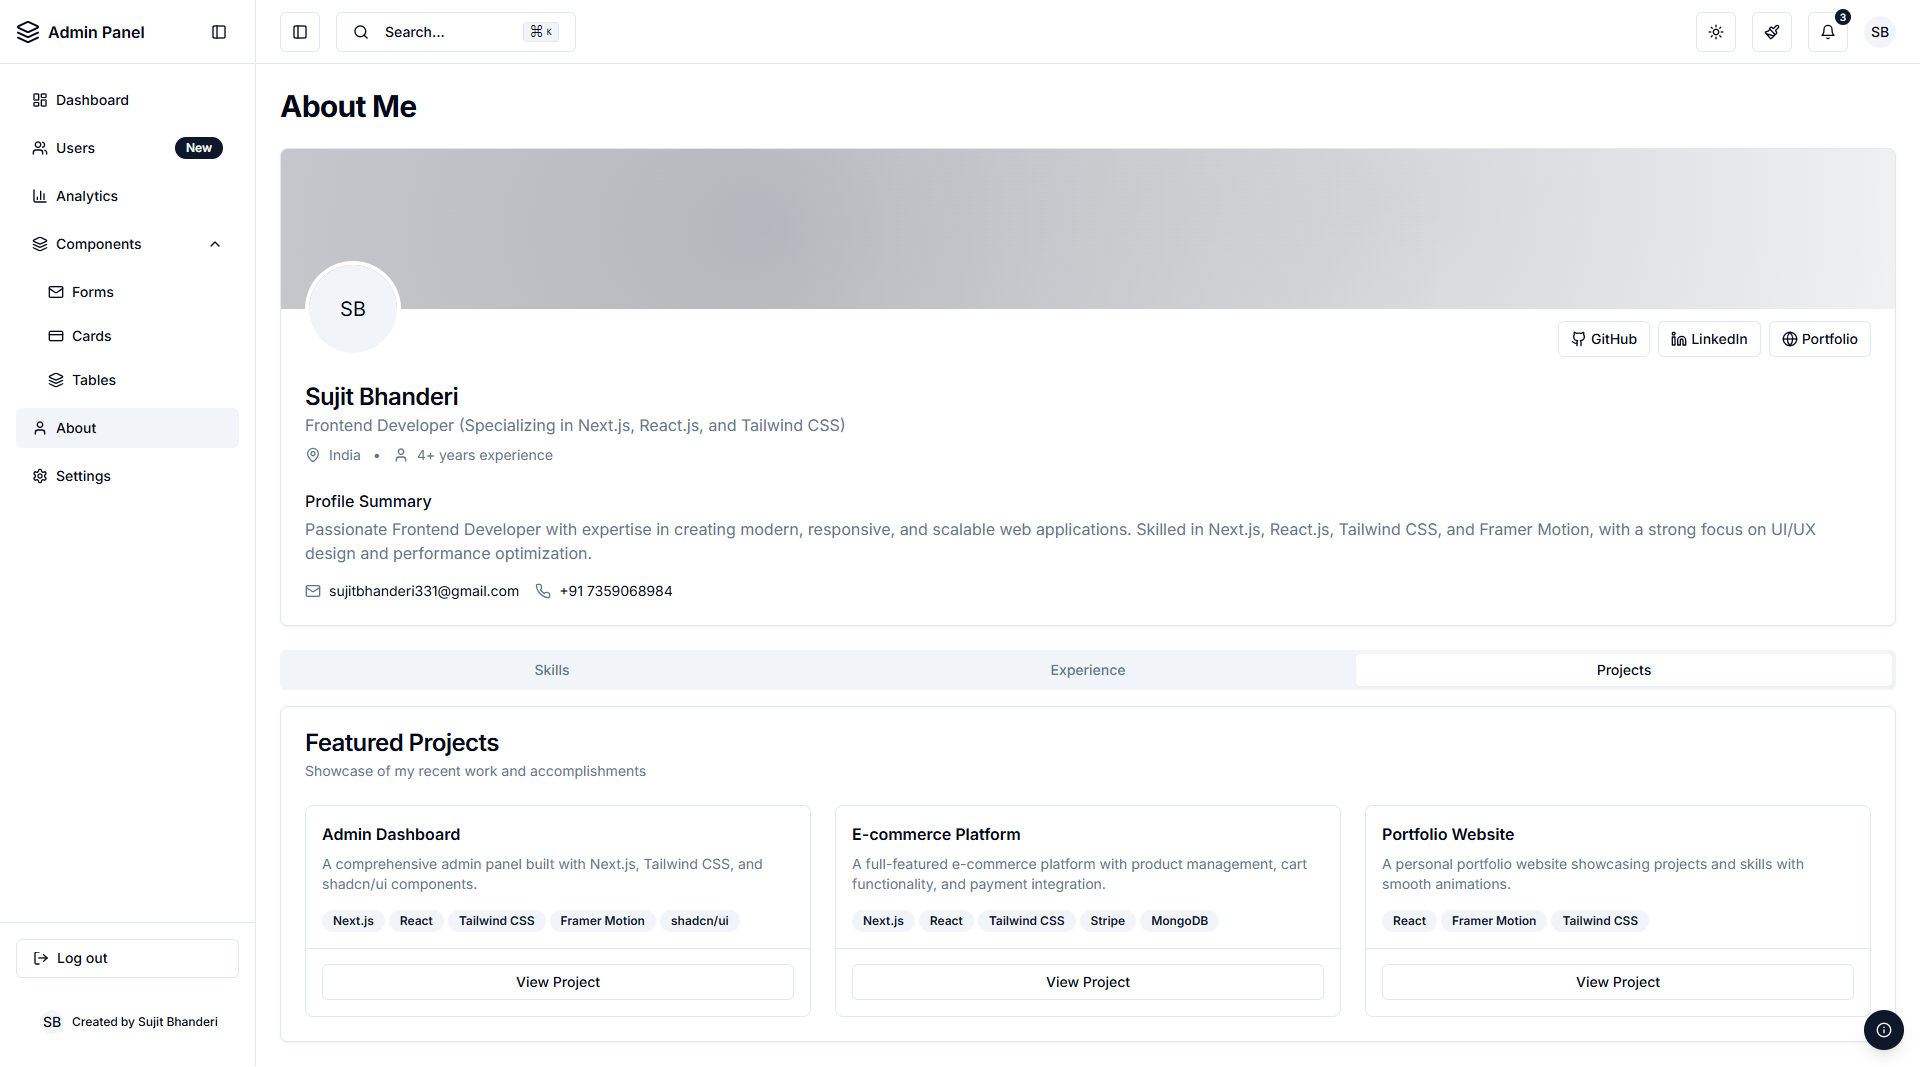 Admin Panel
Search...
⌘ K
3
SB
Dashboard
Users
New
Analytics
Components
Forms
Cards
Tables
About
Settings
Log out
SB
Created by Sujit Bhanderi
About Me
SB
GitHub
LinkedIn
Portfolio
Sujit Bhanderi
Frontend Developer (Specializing in Next.js, React.js, and Tailwind CSS)
India • 4+ years experience
Profile Summary
Passionate Frontend Developer with expertise in creating modern, responsive, and scalable web applications. Skilled in Next.js, React.js, Tailwind CSS, and Framer Motion, with a strong focus on UI/UX
design and performance optimization.
sujitbhanderi331@gmail.com
+91 7359068984
Skills
Experience
Projects
Featured Projects
Showcase of my recent work and accomplishments
Admin Dashboard
A comprehensive admin panel built with Next.js, Tailwind CSS, and
shadcn/ui components.
Next.js React Tailwind CSS Framer Motion shadcn/ui
View Project
E-commerce Platform
A full-featured e-commerce platform with product management, cart
functionality, and payment integration.
Next.js React Tailwind CSS Stripe MongoDB
View Project
Portfolio Website
A personal portfolio website showcasing projects and skills with
smooth animations.
React Framer Motion Tailwind CSS
View Project